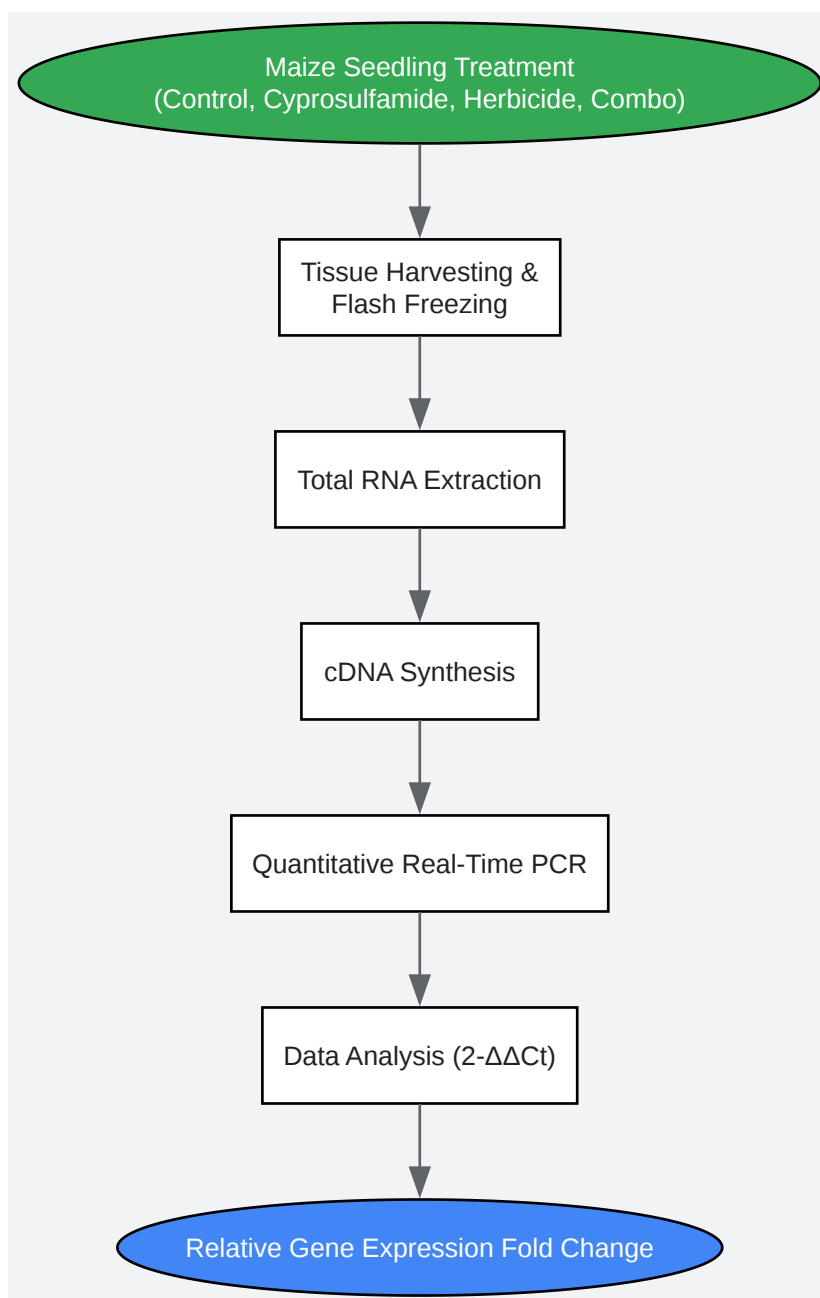 Maize Seedling Treatment
(Control, Cyprosulfamide, Herbicide, Combo)
Tissue Harvesting &
Flash Freezing
Total RNA Extraction
cDNA Synthesis
Quantitative Real-Time PCR
Data Analysis (2-ΔΔCt)
Relative Gene Expression Fold Change